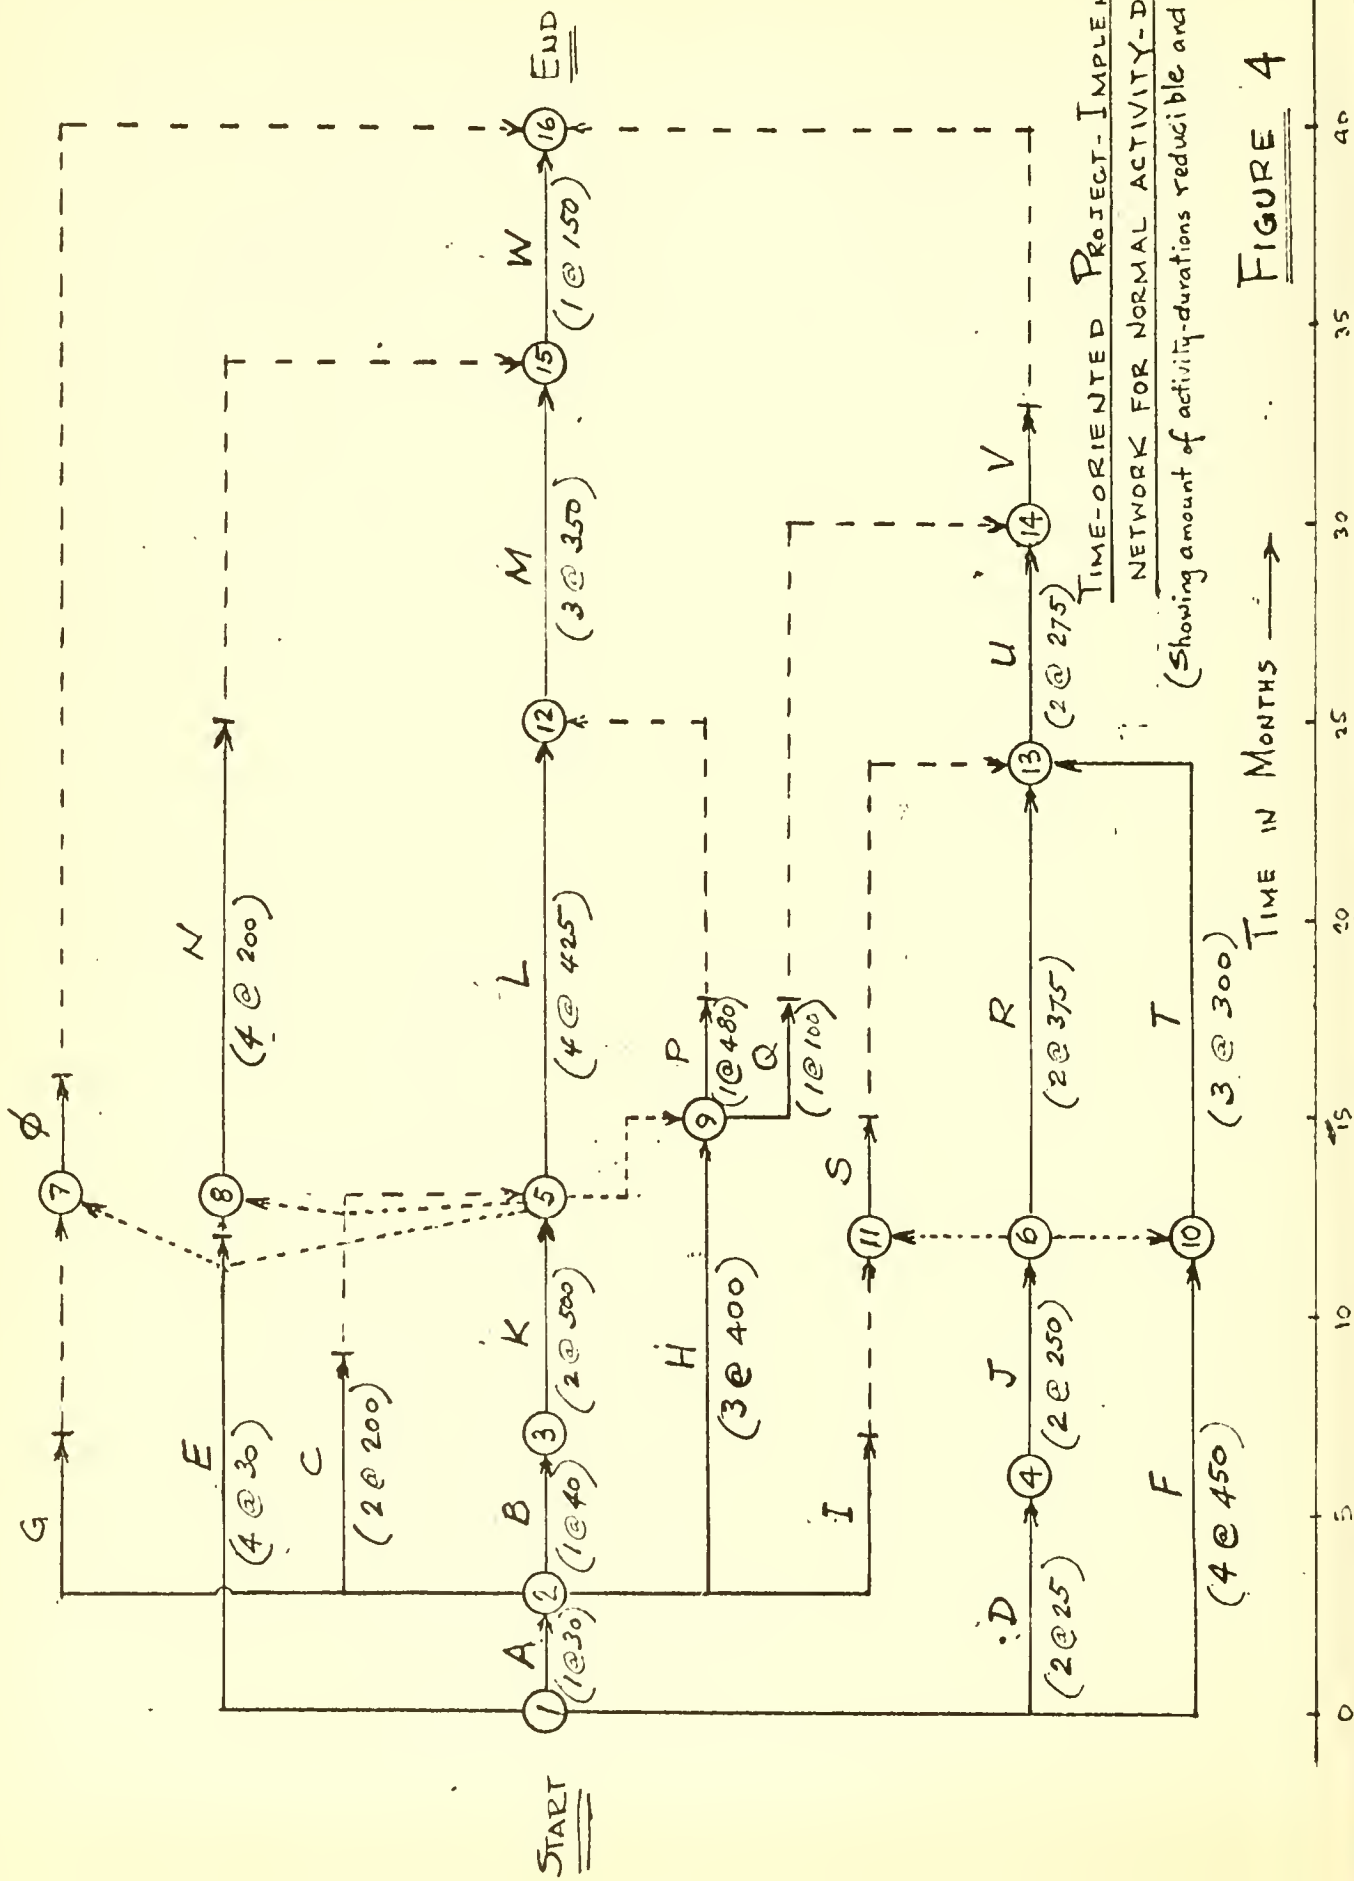 START
END
G
Ø
E
(4 @ 30)
N
(4 @ 200)
C
(2 @ 200)
A
(1@30)
B
(1@40)
K
(2 @ 500)
L
(4 @ 425)
M
(3 @ 350)
W
(1 @ 150)
H
(3 @ 400)
P
(1@480)
Q
(1@100)
I
S
D
(2@25)
J
(2@250)
R
(2@375)
U
(2 @ 275)
V
F
(4 @ 450)
T
(3 @ 300)
1
2
3
4
5
6
7
8
9
10
11
12
13
14
15
16
TIME-ORIENTED PROJECT-
NETWORK FOR NORMAL ACTIVITY-D
(Showing amount of activity-durations reducible and
FIGURE 4
TIME IN MONTHS →
0 5 10 15 20 25 30 35 40